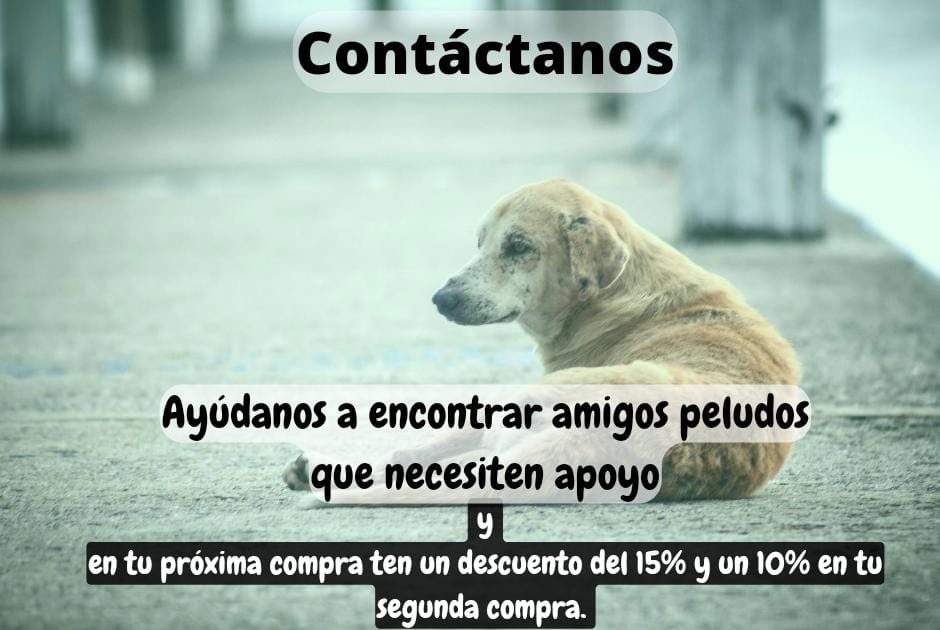 Contáctanos
Ayúdanos a encontrar amigos peludos
que necesiten apoyo
y
en tu próxima compra ten un descuento del 15% y un 10% en tu
segunda compra.